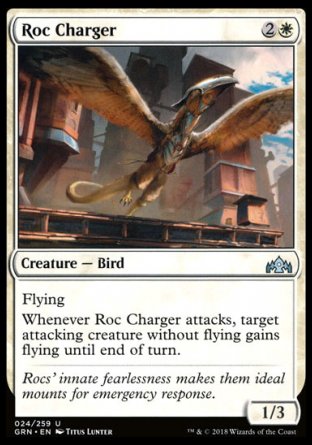 Roc Charger 2
Creature — Bird
Flying
Whenever Roc Charger attacks, target
attacking creature without flying gains
flying until end of turn.
Rocs' innate fearlessness makes them ideal
mounts for emergency response.
1/3
024/259 U
GRN • EN Titus Lunter
™ & © 2018 Wizards of the Coast